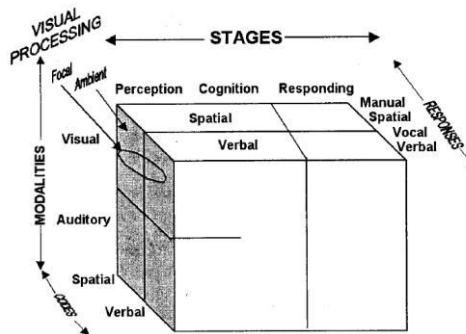 VISUAL
PROCESSING
STAGES
Focal
Ambient
Perception Cognition Responding
Spatial
Verbal
Manual
Spatial
Vocal
Verbal
RESPONSES
Visual
MODALITIES
Auditory
Spatial
Verbal
CODES